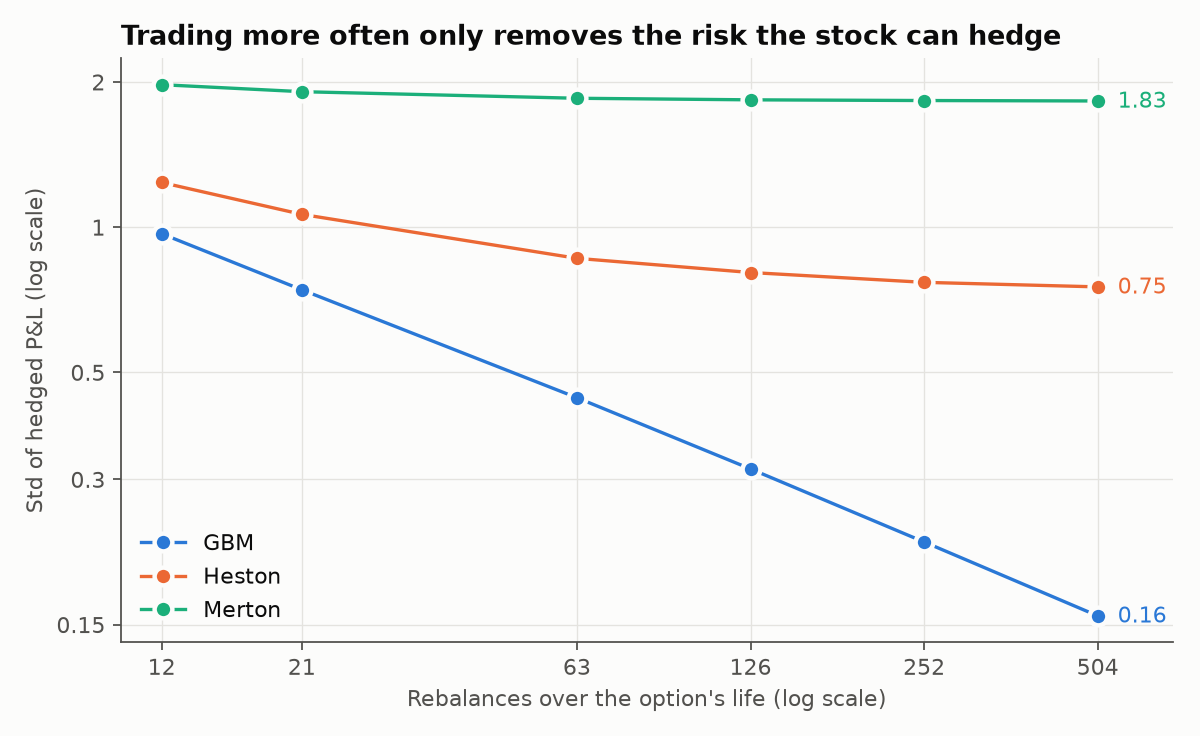 Trading more often only removes the risk the stock can hedge
Std of hedged P&L (log scale)
2
1
0.5
0.3
0.15
1.83
0.75
0.16
GBM
Heston
Merton
12 21 63 126 252 504
Rebalances over the option's life (log scale)